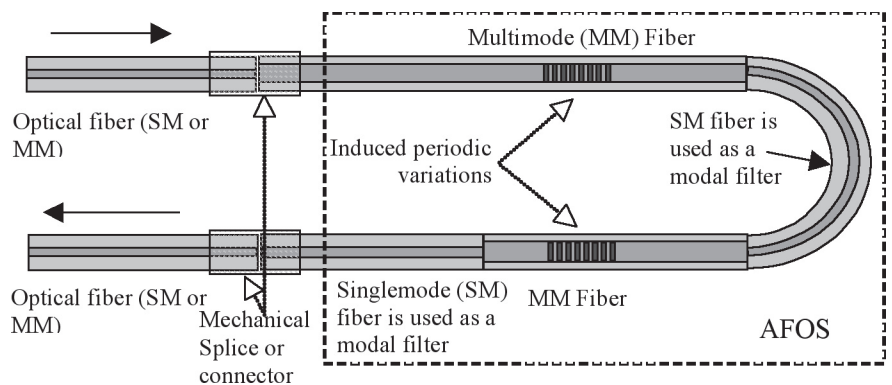 Multimode (MM) Fiber
Optical fiber (SM or
MM)
Induced periodic
variations
SM fiber is
used as a
modal filter
Optical fiber (SM or
MM)
Mechanical
Splice or
connector
Singlemode (SM)
fiber is used as a
modal filter
MM Fiber
AFOS